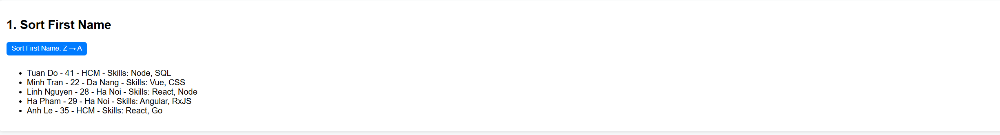 1. Sort First Name
Sort First Name: Z → A
• Tuan Do - 41 - HCM - Skills: Node, SQL
• Minh Tran - 22 - Da Nang - Skills: Vue, CSS
• Linh Nguyen - 28 - Ha Noi - Skills: React, Node
• Ha Pham - 29 - Ha Noi - Skills: Angular, RxJS
• Anh Le - 35 - HCM - Skills: React, Go